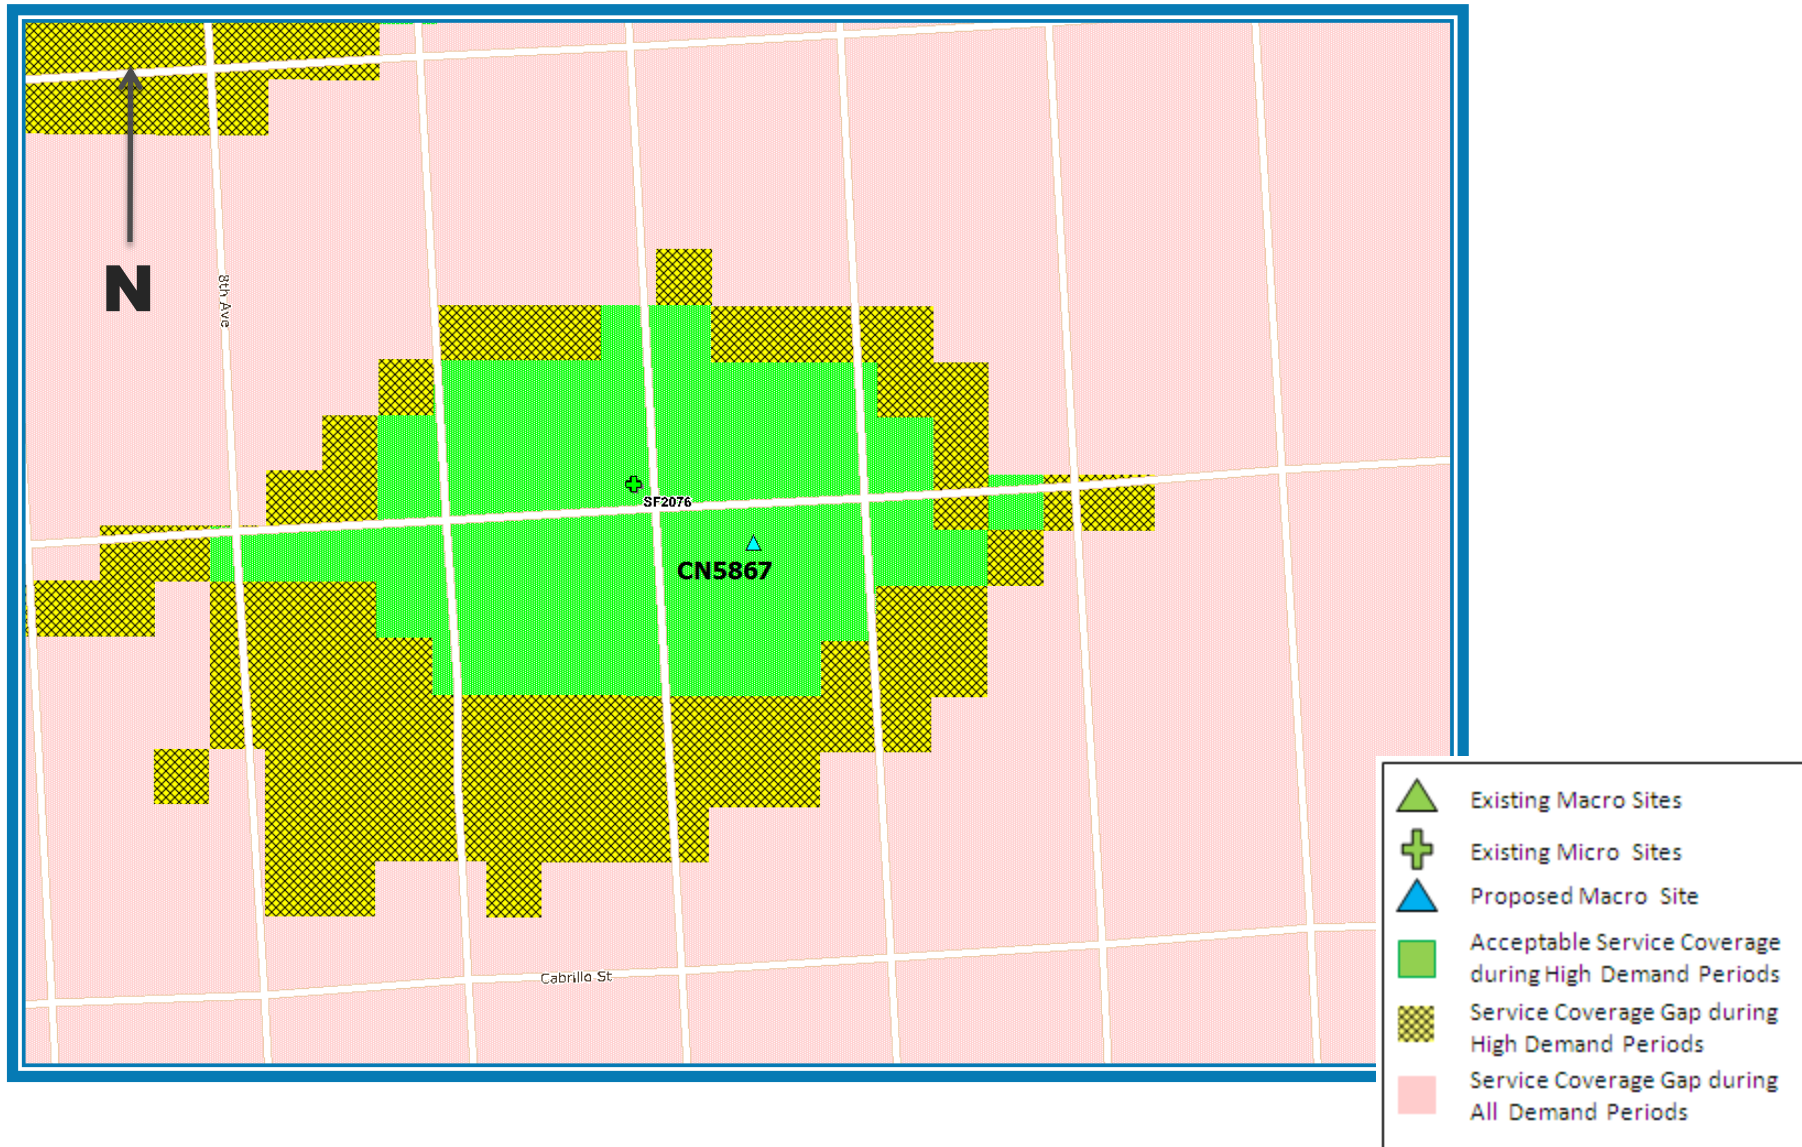 N
8th Ave
SF2076
CN5867
Cabrillo St
Existing Macro Sites
Existing Micro Sites
Proposed Macro Site
Acceptable Service Coverage
during High Demand Periods
Service Coverage Gap during
High Demand Periods
Service Coverage Gap during
All Demand Periods